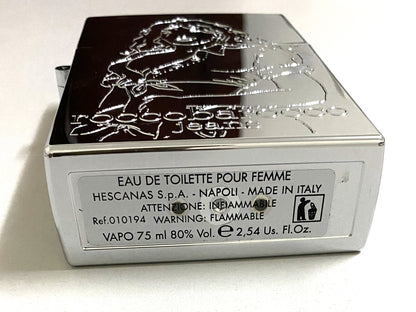 roccobarocco
jeans
EAU DE TOILETTE POUR FEMME
HESCANAS S.p.A. - NAPOLI - MADE IN ITALY
ATTENZIONE: INFIAMMABILE
Ref.010194 WARNING: FLAMMABLE
VAPO 75 ml 80% Vol. ℮ 2,54 Us. Fl.Oz.